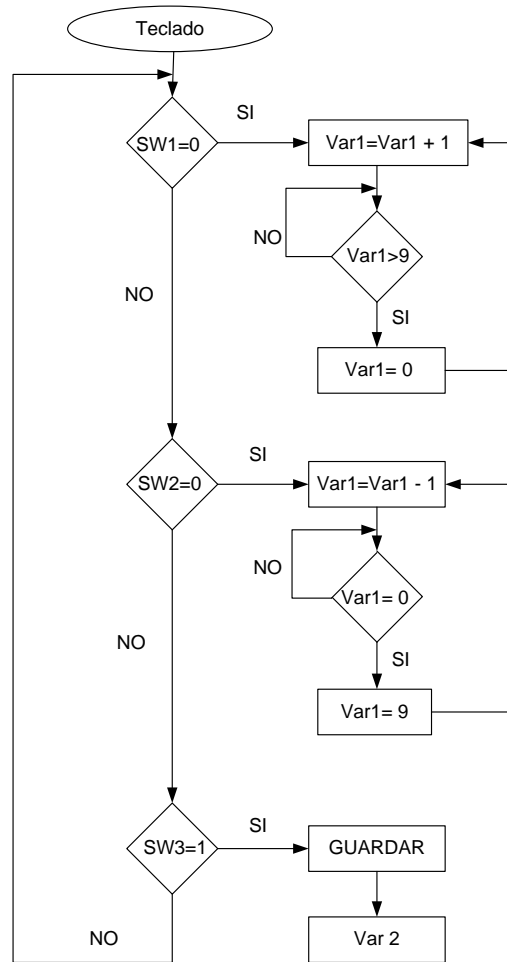 Teclado
SI
SW1=0
Var1=Var1 + 1
NO
Var1>9
NO
SI
Var1= 0
SI
SW2=0
Var1=Var1 - 1
NO
Var1= 0
NO
SI
Var1= 9
SI
SW3=1
GUARDAR
NO
Var 2